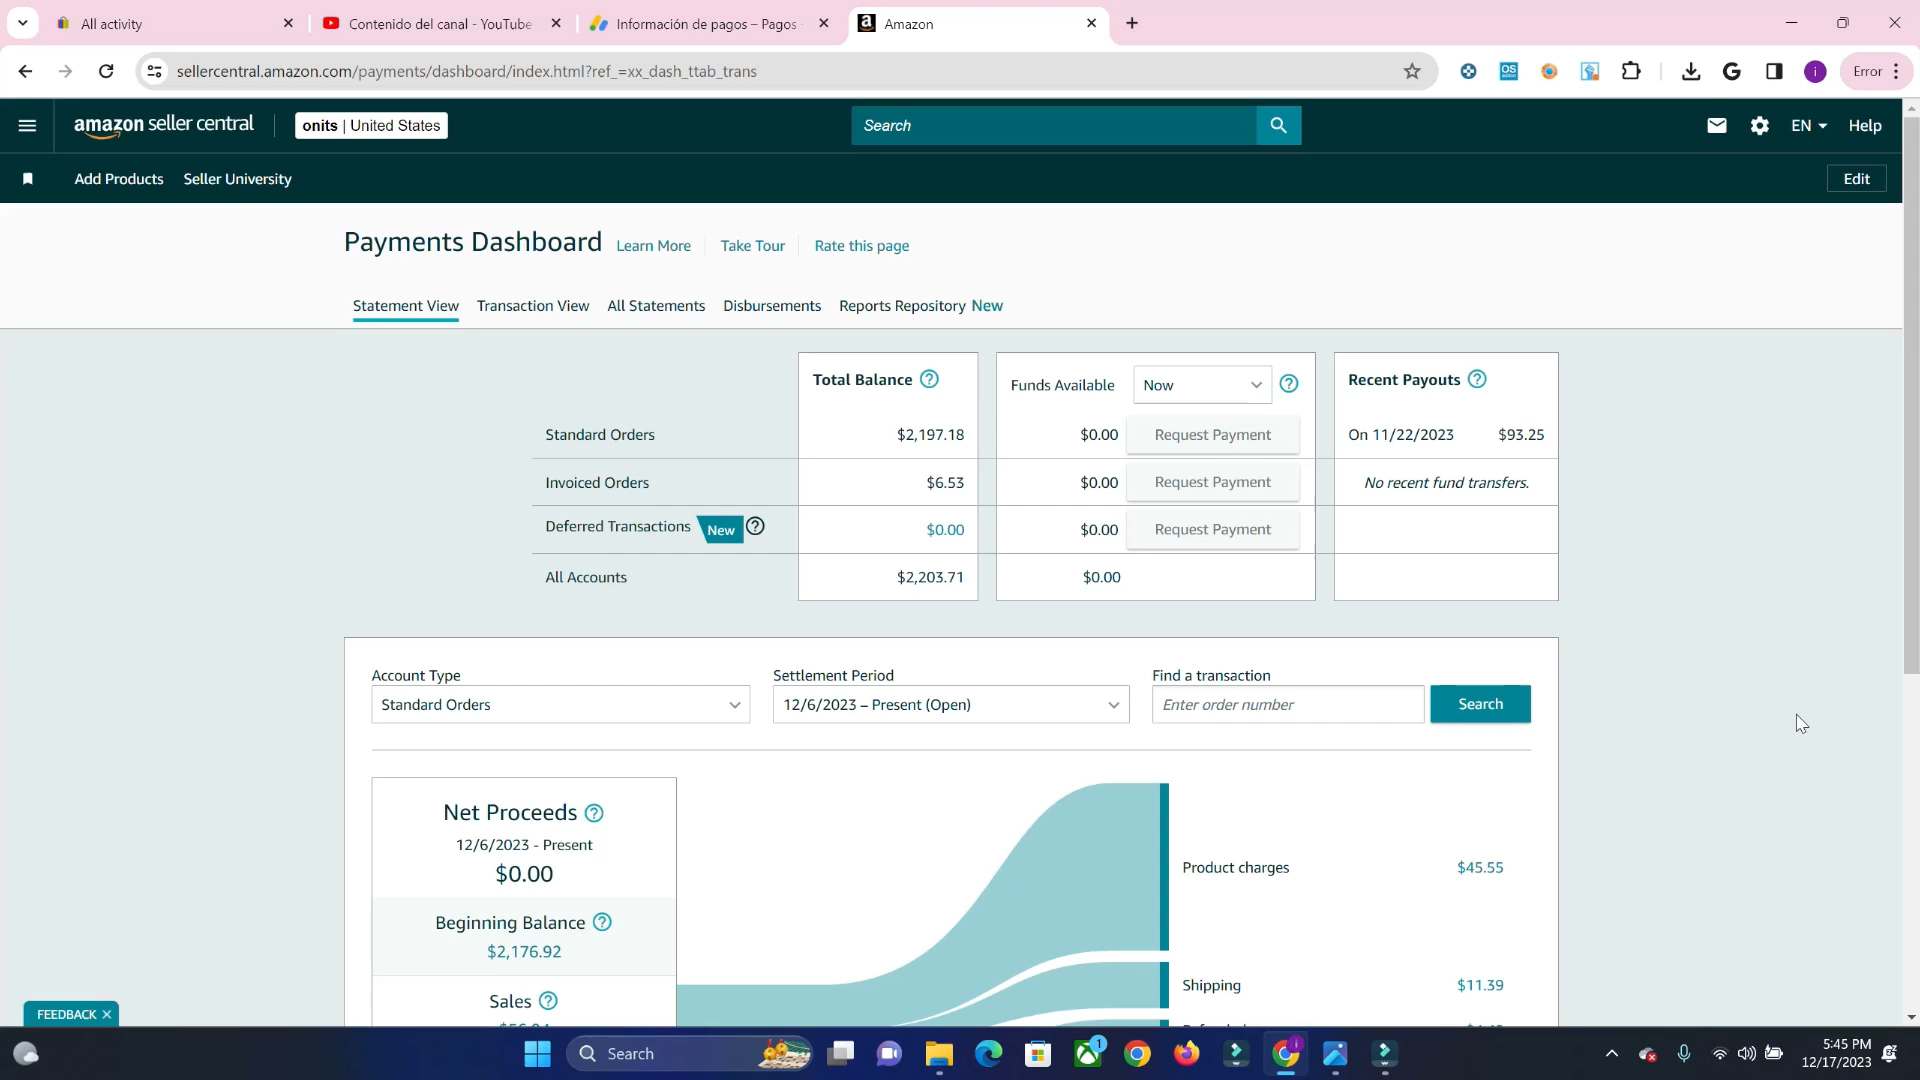 All activity
Contenido del canal - YouTube
Información de pagos – Pagos
Amazon
sellercentral.amazon.com/payments/dashboard/index.html?ref_=xx_dash_ttab_trans
Error
amazon seller central
onits | United States
Search
EN
Help
Add Products
Seller University
Edit
Payments Dashboard
Learn More
Take Tour
Rate this page
Statement View
Transaction View
All Statements
Disbursements
Reports Repository New
Total Balance
Funds Available
Now
Recent Payouts
Standard Orders
$2,197.18
$0.00
Request Payment
On 11/22/2023
$93.25
Invoiced Orders
$6.53
$0.00
Request Payment
No recent fund transfers.
Deferred Transactions
New
$0.00
$0.00
Request Payment
All Accounts
$2,203.71
$0.00
Account Type
Settlement Period
Find a transaction
Standard Orders
12/6/2023 – Present (Open)
Enter order number
Search
Net Proceeds
12/6/2023 - Present
$0.00
Beginning Balance
$2,176.92
Sales
Product charges
$45.55
Shipping
$11.39
FEEDBACK
Search
1
5:45 PM
12/17/2023